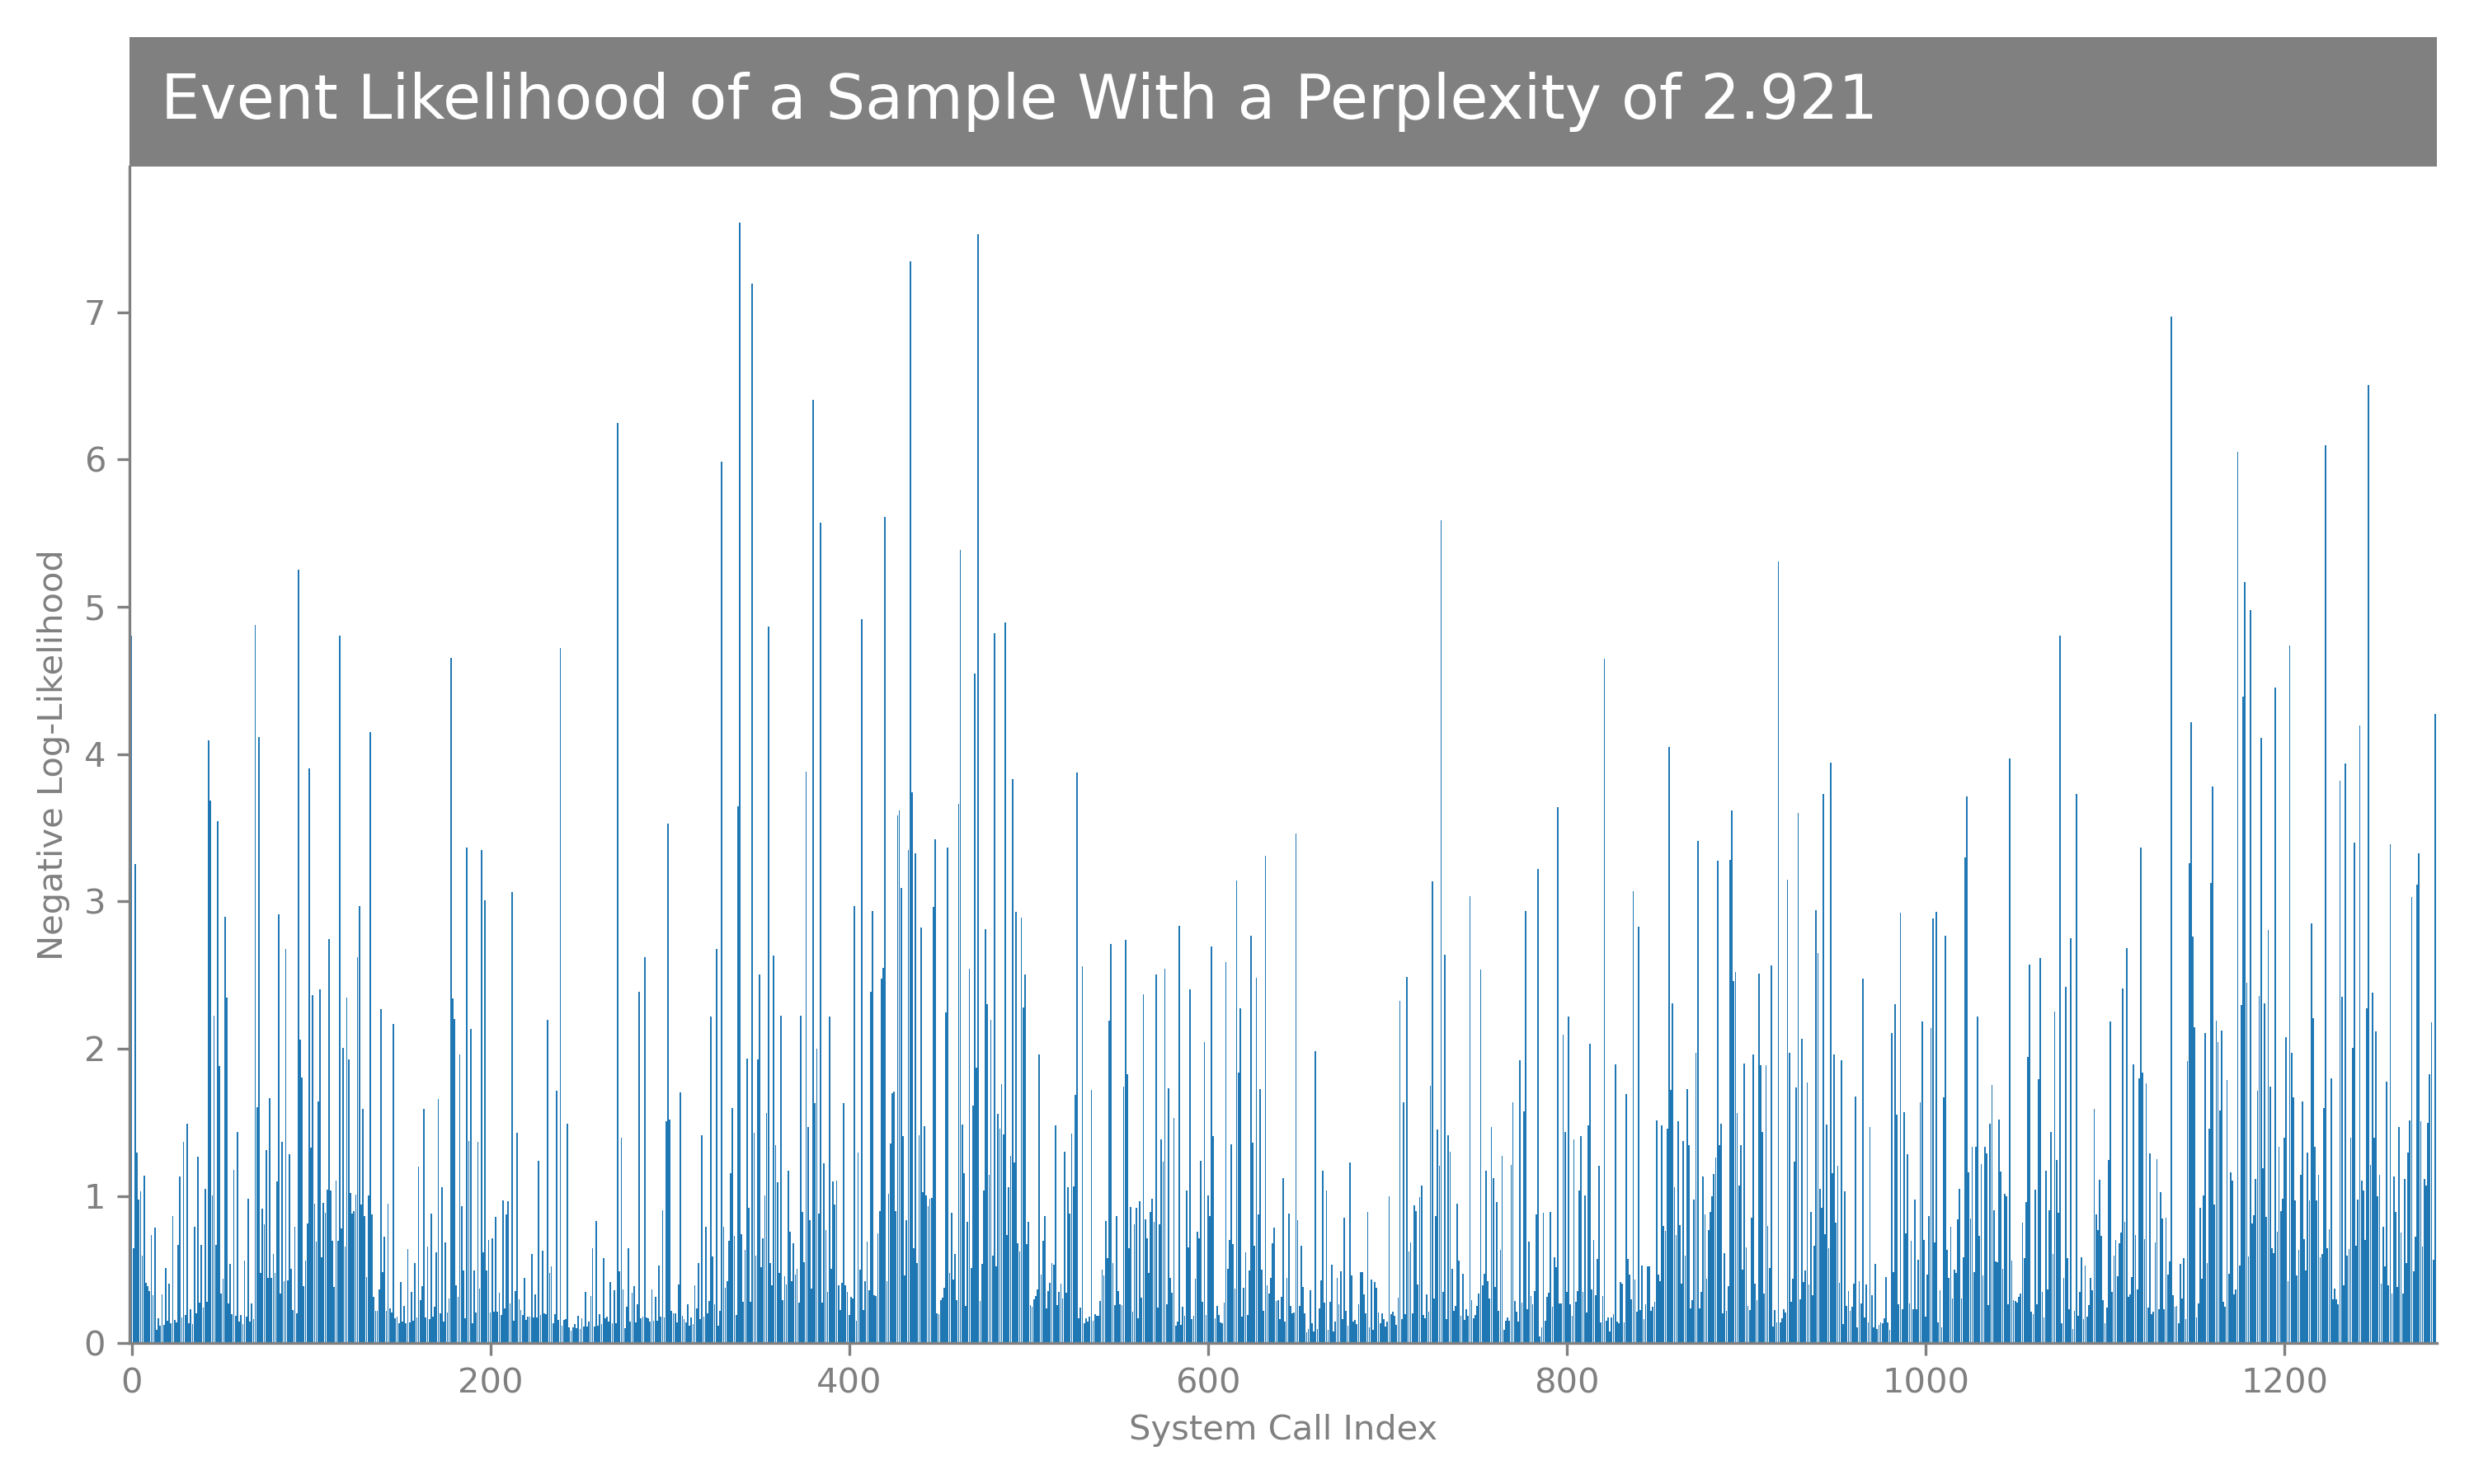 Event Likelihood of a Sample With a Perplexity of 2.921
7
6
5
4
3
2
1
0
Negative Log-Likelihood
0 200 400 600 800 1000 1200
System Call Index